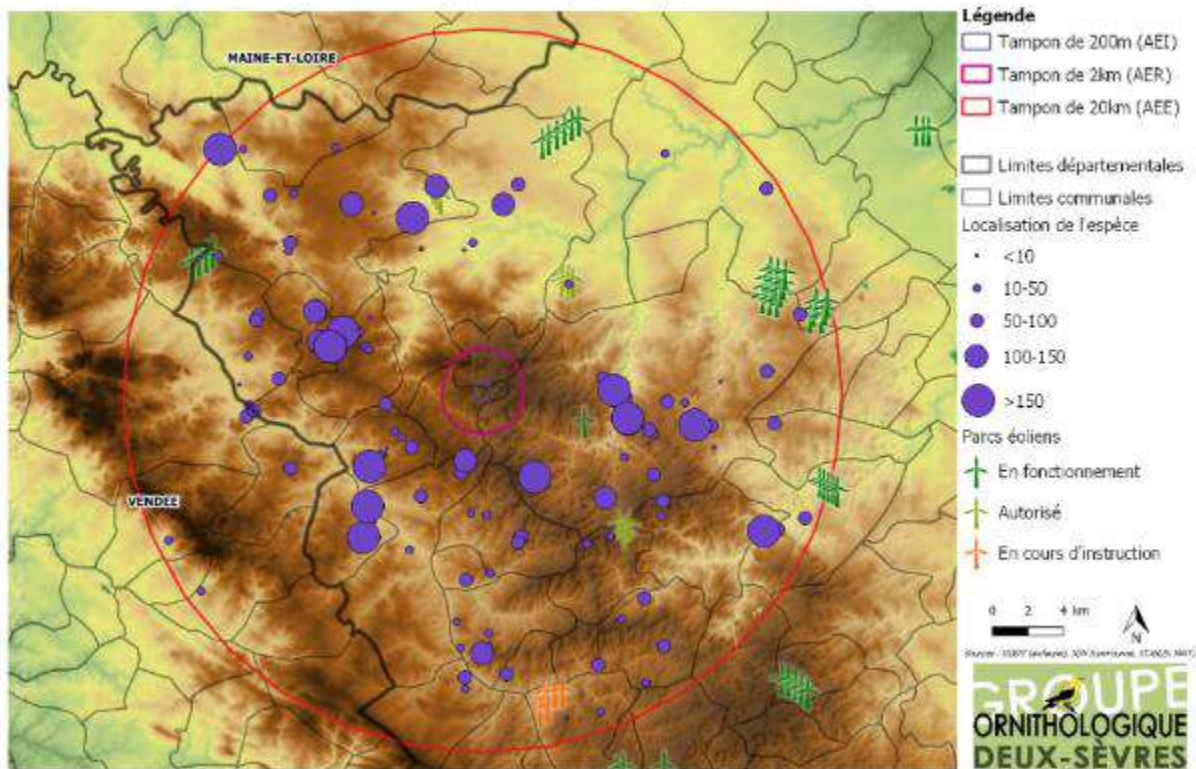 MAINE-ET-LOIRE
VENDEE
Légende
Tampon de 200m (AEI)
Tampon de 2km (AER)
Tampon de 20km (AEE)
Limites départementales
Limites communales
Localisation de l'espèce
<10
10-50
50-100
100-150
>150
Parcs éoliens
En fonctionnement
Autorisé
En cours d'instruction
0 2 4 km
N
GROUPE
ORNITHOLOGIQUE
DEUX-SÈVRES